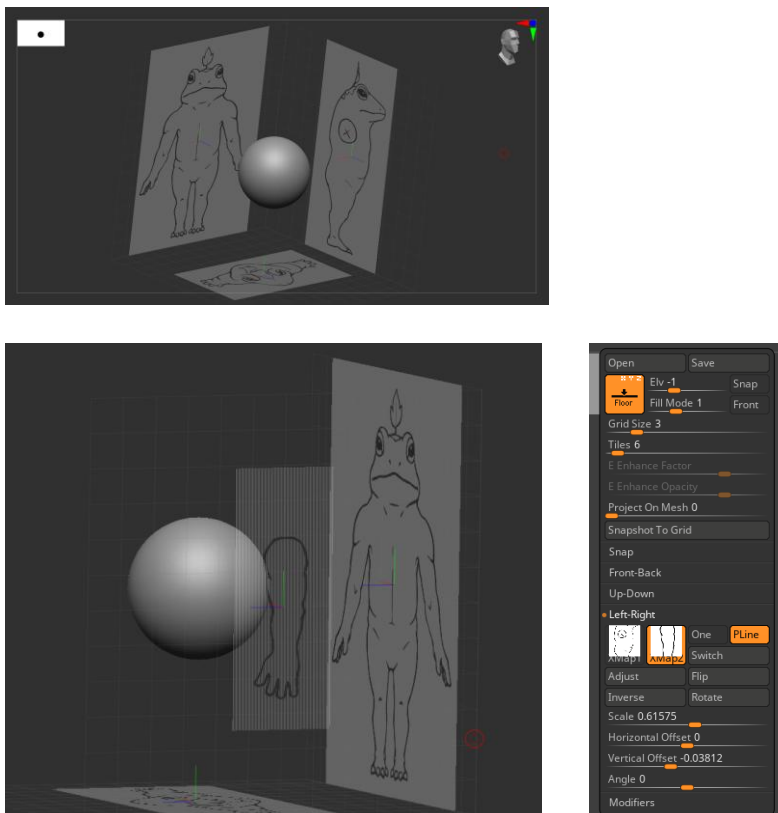 Open Save
X Y Z
Elv -1 Snap
Floor
Fill Mode 1 Front
Grid Size 3
Tiles 6
E Enhance Factor
E Enhance Opacity
Project On Mesh 0
Snapshot To Grid
Snap
Front-Back
Up-Down
Left-Right
One PLine
XMap1 XMap2 Switch
Adjust Flip
Inverse Rotate
Scale 0.61575
Horizontal Offset 0
Vertical Offset -0.03812
Angle 0
Modifiers